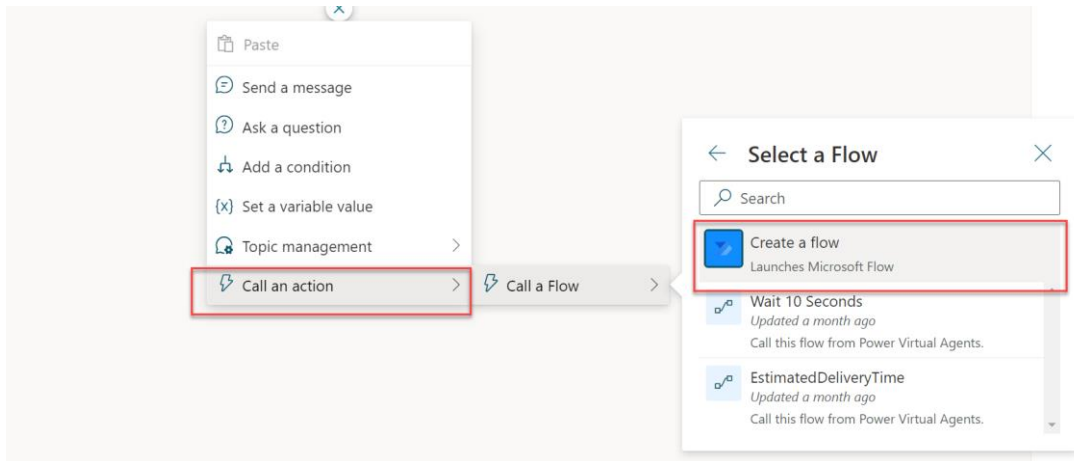 Paste
Send a message
Ask a question
Add a condition
{x} Set a variable value
Topic management
Call an action
Call a Flow
Select a Flow
Search
Create a flow
Launches Microsoft Flow
Wait 10 Seconds
Updated a month ago
Call this flow from Power Virtual Agents.
EstimatedDeliveryTime
Updated a month ago
Call this flow from Power Virtual Agents.